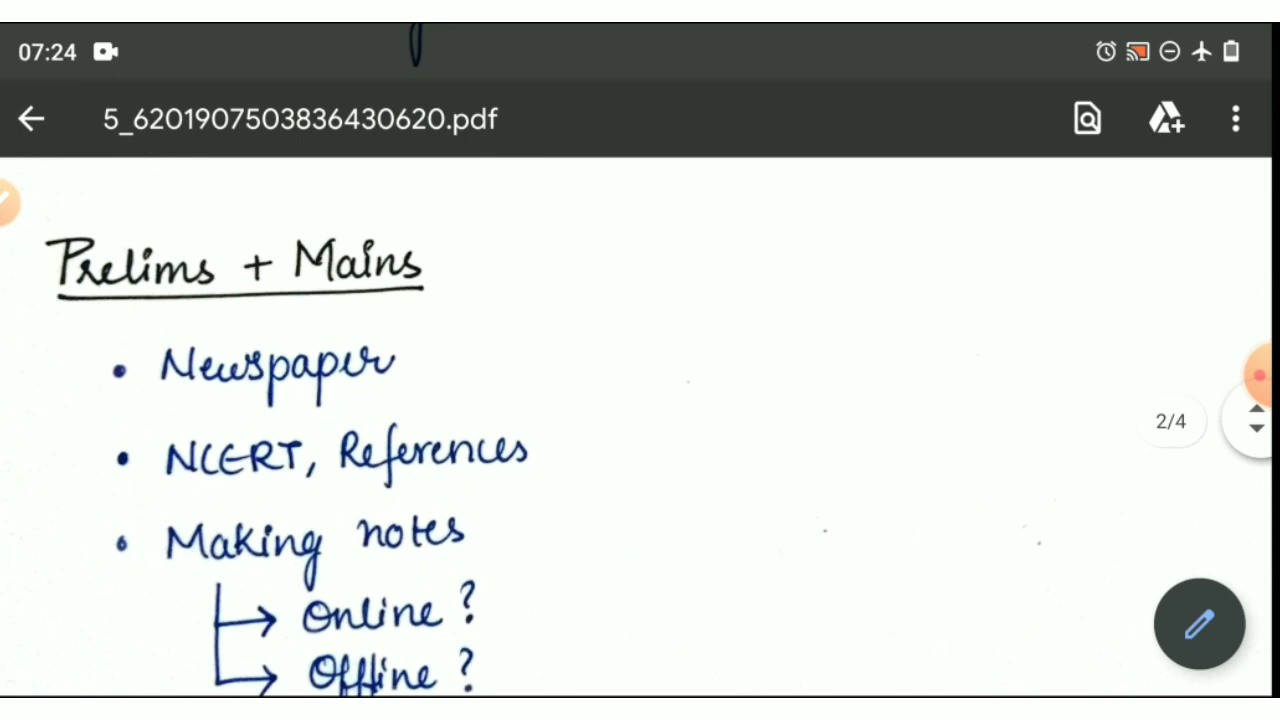 07:24
5_6201907503836430620.pdf
Prelims + Mains
• Newspaper
• NCERT, References
2/4
• Making notes
→ Online ?
→ Offline ?